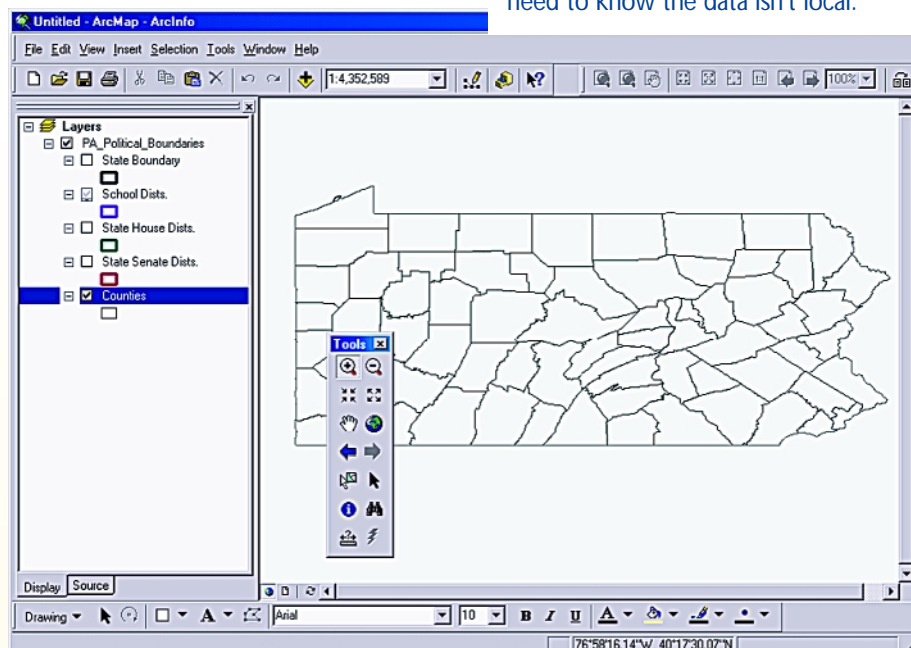 need to know the data isn't local.
Untitled - ArcMap - ArcInfo
File Edit View Insert Selection Tools Window Help
1:4,352,589
100%
Layers
PA_Political_Boundaries
State Boundary
School Dists.
State House Dists.
State Senate Dists.
Counties
Tools
Display Source
Drawing A Arial 10 B I U A
76°58'16.14"W 40°17'30.07"N